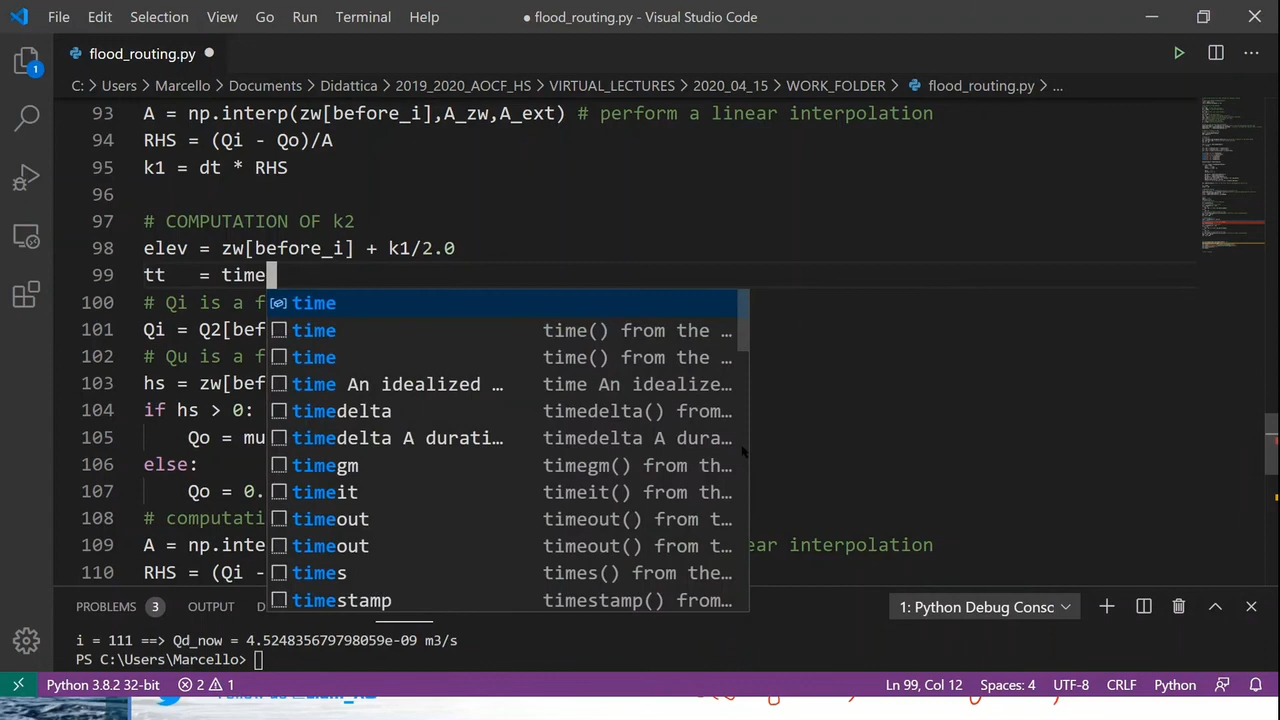 File Edit Selection View Go Run Terminal Help
● flood_routing.py - Visual Studio Code
flood_routing.py ●
C: > Users > Marcello > Documents > Didattica > 2019_2020_AOCF_HS > VIRTUAL_LECTURES > 2020_04_15 > WORK_FOLDER > flood_routing.py > ...
93 A = np.interp(zw[before_i],A_zw,A_ext) # perform a linear interpolation
94 RHS = (Qi - Qo)/A
95 k1 = dt * RHS
96
97 # COMPUTATION OF k2
98 elev = zw[before_i] + k1/2.0
99 tt = time
100 # Qi is a f
time
101 Qi = Q2[bef
time time() from the ...
102 # Qu is a f
time time() from the ...
103 hs = zw[bef
time An idealized ... time An idealize...
104 if hs > 0:
timedelta timedelta() from...
105 Qo = mu
timedelta A durati... timedelta A dura...
106 else:
timegm timegm() from th...
107 Qo = 0.
timeit timeit() from th...
108 # computati
timeout timeout() from t...
109 A = np.inte
timeout timeout() from t...
ear interpolation
110 RHS = (Qi -
times times() from the...
timestamp timestamp() from...
PROBLEMS 3 OUTPUT D
1: Python Debug Consc
i = 111 ==> Qd_now = 4.524835679798059e-09 m3/s
PS C:\Users\Marcello>
Python 3.8.2 32-bit 2 1 Ln 99, Col 12 Spaces: 4 UTF-8 CRLF Python